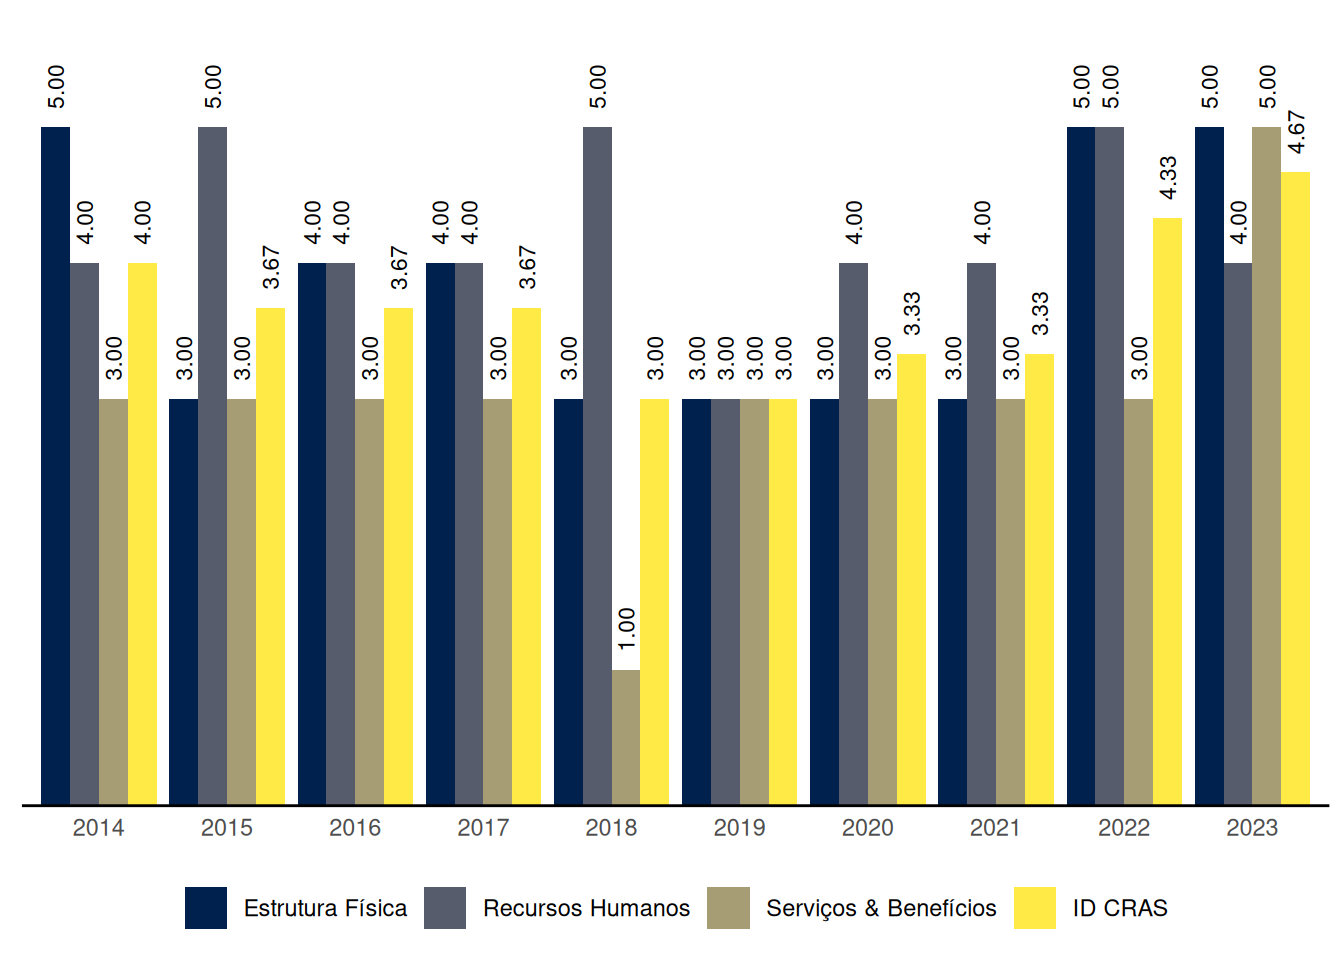 5.00 4.00 3.00 4.00 3.00 5.00 3.00 3.67 4.00 4.00 3.00 3.67 4.00 4.00 3.00 3.67 3.00 5.00 1.00 3.00 3.00 3.00 3.00 3.00 3.00 4.00 3.00 3.33 3.00 4.00 3.00 3.33 5.00 5.00 3.00 4.33 5.00 4.00 5.00 4.67
2014 2015 2016 2017 2018 2019 2020 2021 2022 2023
Estrutura Física Recursos Humanos Serviços & Benefícios ID CRAS